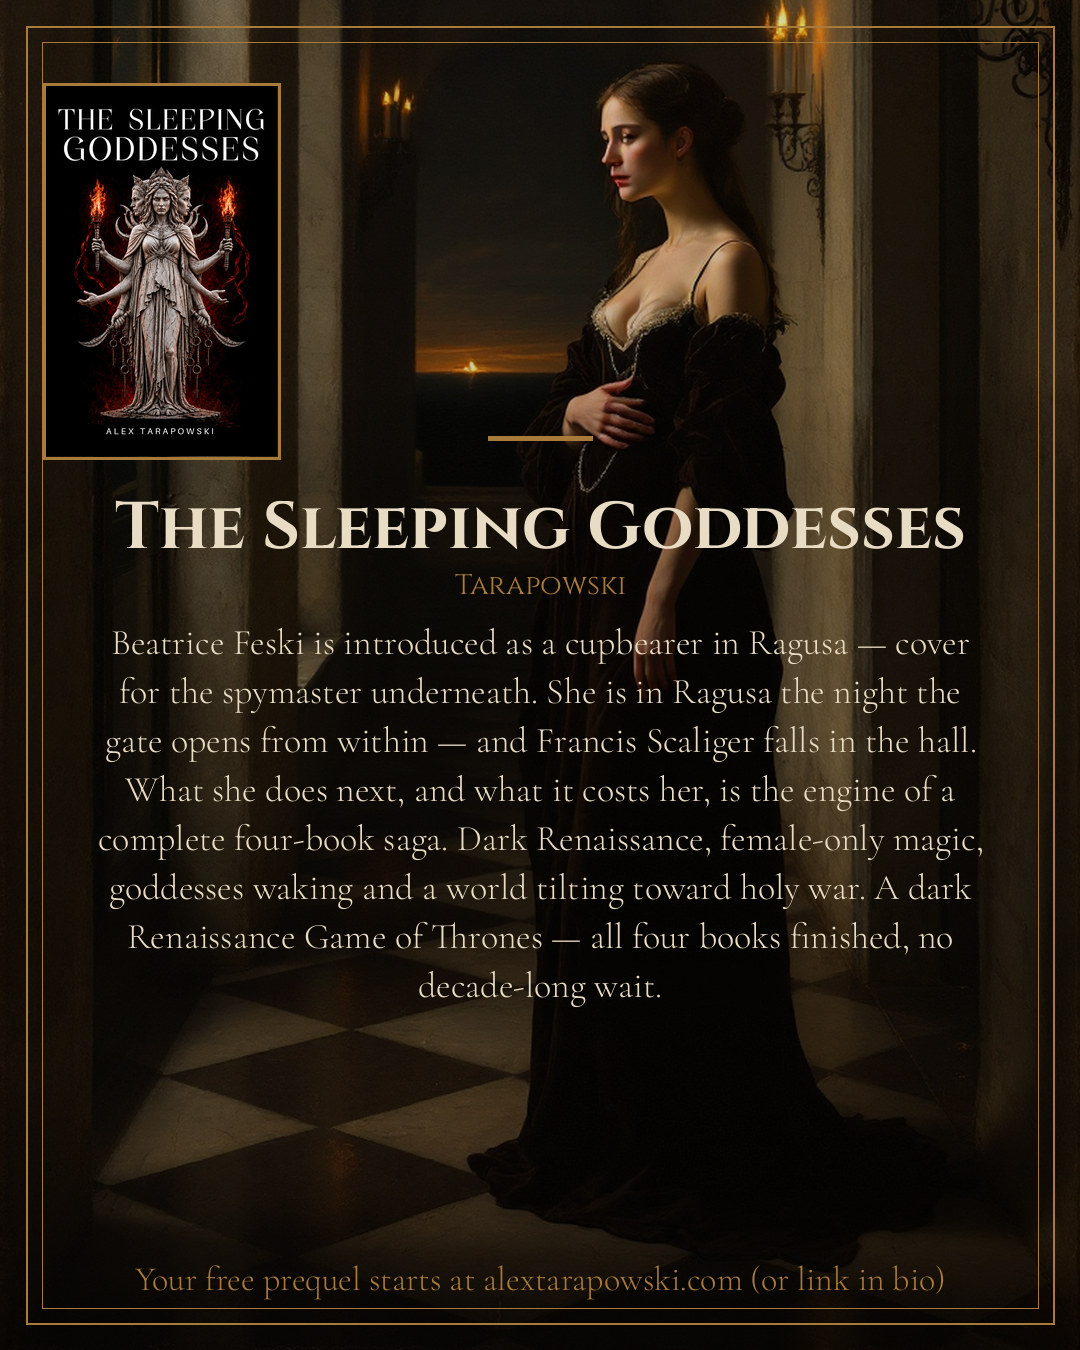 THE SLEEPING
GODDESSES
ALEX TARAPOWSKI
The Sleeping Goddesses
Tarapowski
Beatrice Feski is introduced as a cupbearer in Ragusa — cover
for the spymaster underneath. She is in Ragusa the night the
gate opens from within — and Francis Scaliger falls in the hall.
What she does next, and what it costs her, is the engine of a
complete four-book saga. Dark Renaissance, female-only magic,
goddesses waking and a world tilting toward holy war. A dark
Renaissance Game of Thrones — all four books finished, no
decade-long wait.
Your free prequel starts at alextarapowski.com (or link in bio)